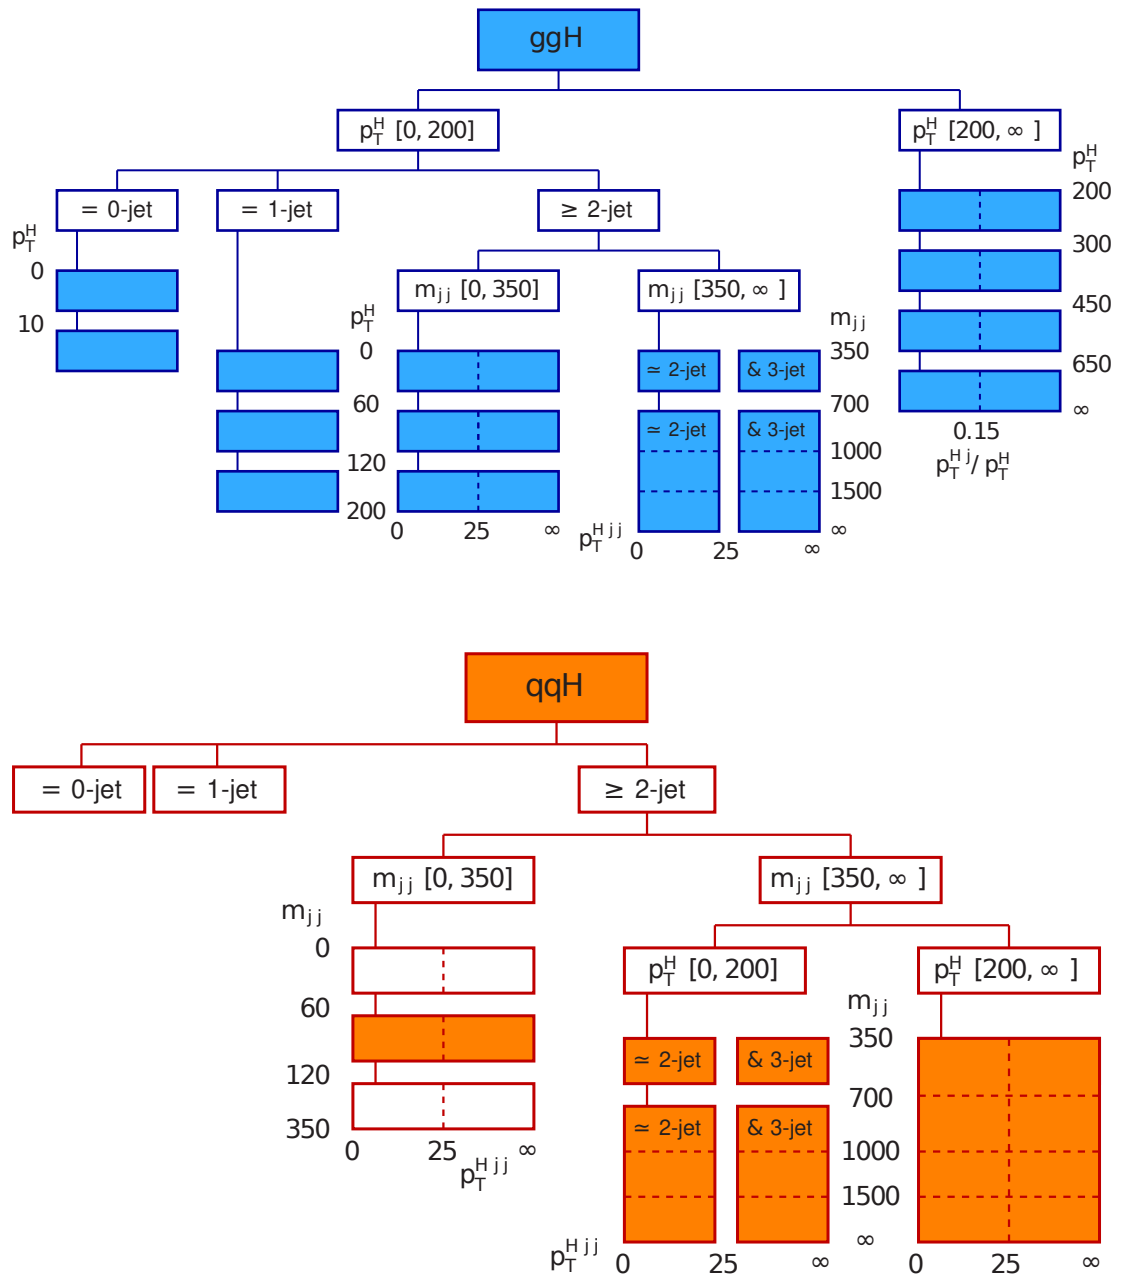 ggH
p_T^H [0, 200]
p_T^H [200, ∞ ]
p_T^H
= 0-jet
= 1-jet
≥ 2-jet
200
p_T^H
0
m_jj [0, 350]
m_jj [350, ∞ ]
300
10
p_T^H
m_jj
450
0
≃ 2-jet
& 3-jet
350
650
60
700
∞
≃ 2-jet
& 3-jet
0.15
120
1000
p_T^Hj / p_T^H
200
1500
0
25
∞
p_T^Hjj
0
25
∞
∞
qqH
= 0-jet
= 1-jet
≥ 2-jet
m_jj [0, 350]
m_jj [350, ∞ ]
m_jj
0
p_T^H [0, 200]
p_T^H [200, ∞ ]
60
m_jj
350
≃ 2-jet
& 3-jet
120
700
350
≃ 2-jet
& 3-jet
0
25
∞
1000
p_T^Hjj
1500
∞
p_T^Hjj
0
25
∞
0
25
∞